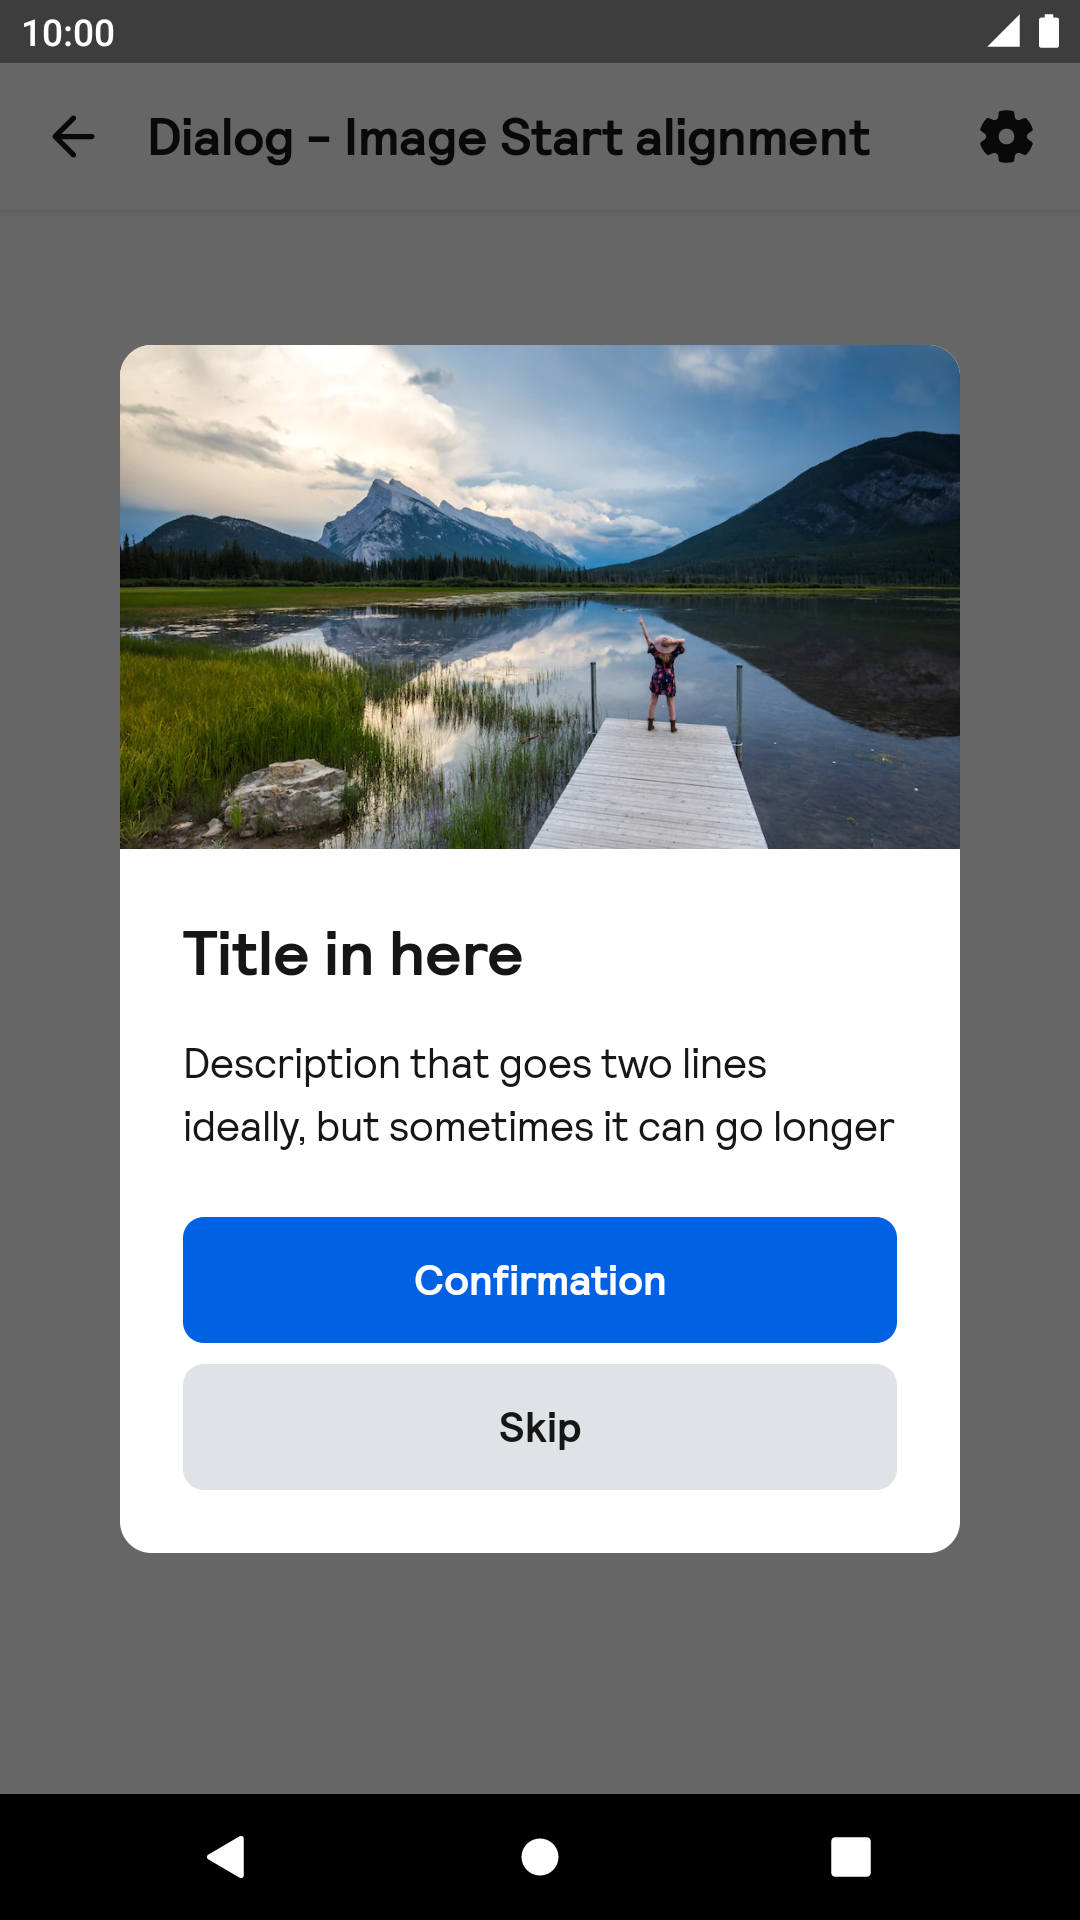 10:00
Dialog - Image Start alignment
Title in here
Description that goes two lines
ideally, but sometimes it can go longer
Confirmation
Skip